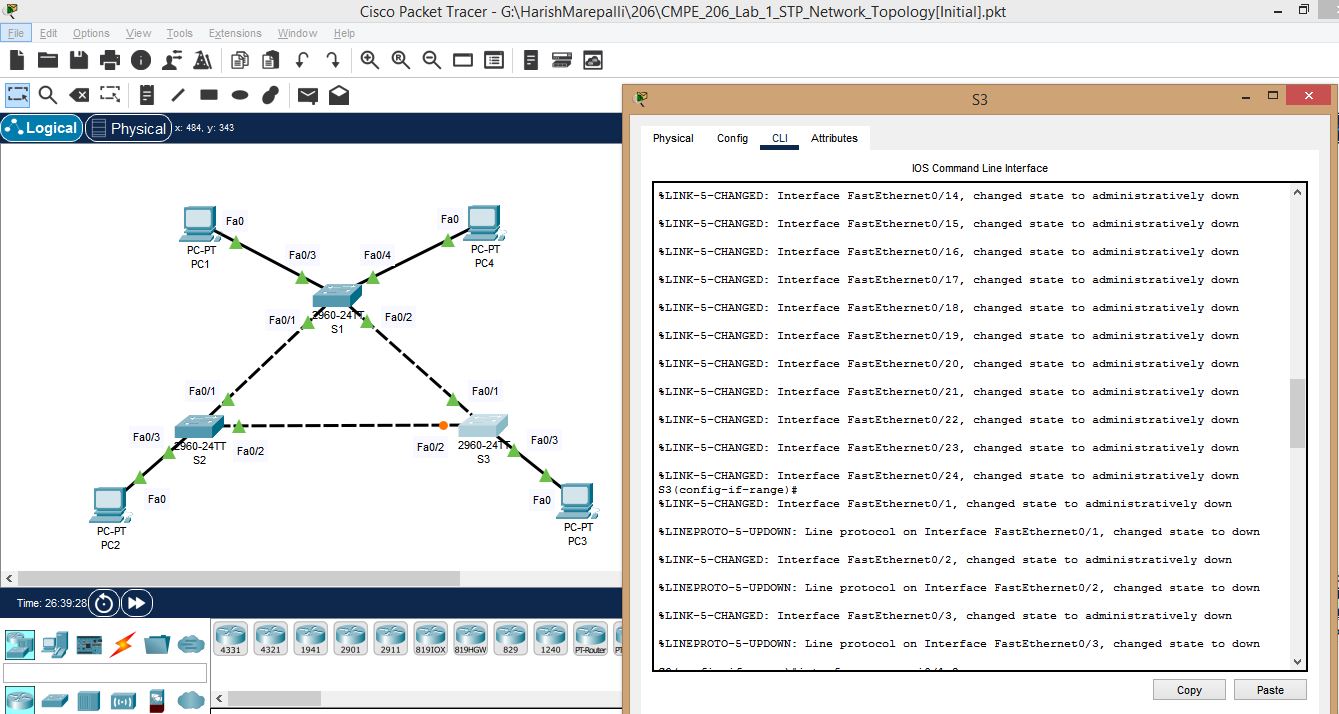 Cisco Packet Tracer - G:\HarishMarepalli\206\CMPE_206_Lab_1_STP_Network_Topology[Initial].pkt
File Edit Options View Tools Extensions Window Help
Logical Physical x: 484, y: 343
Fa0
PC-PT
PC1
Fa0
PC-PT
PC4
Fa0/3
Fa0/4
Fa0/1
2960-24TT
S1
Fa0/2
Fa0/1
Fa0/1
Fa0/3
2960-24TT
S2
Fa0/2
Fa0/2
2960-24TT
S3
Fa0/3
Fa0
PC-PT
PC2
Fa0
PC-PT
PC3
Time: 26:39:28
4331 4321 1941 2901 2911 819IOX 819HGW 829 1240 PT-Router
S3
Physical Config CLI Attributes
IOS Command Line Interface
%LINK-5-CHANGED: Interface FastEthernet0/14, changed state to administratively down
%LINK-5-CHANGED: Interface FastEthernet0/15, changed state to administratively down
%LINK-5-CHANGED: Interface FastEthernet0/16, changed state to administratively down
%LINK-5-CHANGED: Interface FastEthernet0/17, changed state to administratively down
%LINK-5-CHANGED: Interface FastEthernet0/18, changed state to administratively down
%LINK-5-CHANGED: Interface FastEthernet0/19, changed state to administratively down
%LINK-5-CHANGED: Interface FastEthernet0/20, changed state to administratively down
%LINK-5-CHANGED: Interface FastEthernet0/21, changed state to administratively down
%LINK-5-CHANGED: Interface FastEthernet0/22, changed state to administratively down
%LINK-5-CHANGED: Interface FastEthernet0/23, changed state to administratively down
%LINK-5-CHANGED: Interface FastEthernet0/24, changed state to administratively down
S3(config-if-range)#
%LINK-5-CHANGED: Interface FastEthernet0/1, changed state to administratively down
%LINEPROTO-5-UPDOWN: Line protocol on Interface FastEthernet0/1, changed state to down
%LINK-5-CHANGED: Interface FastEthernet0/2, changed state to administratively down
%LINEPROTO-5-UPDOWN: Line protocol on Interface FastEthernet0/2, changed state to down
%LINK-5-CHANGED: Interface FastEthernet0/3, changed state to administratively down
%LINEPROTO-5-UPDOWN: Line protocol on Interface FastEthernet0/3, changed state to down
Copy Paste